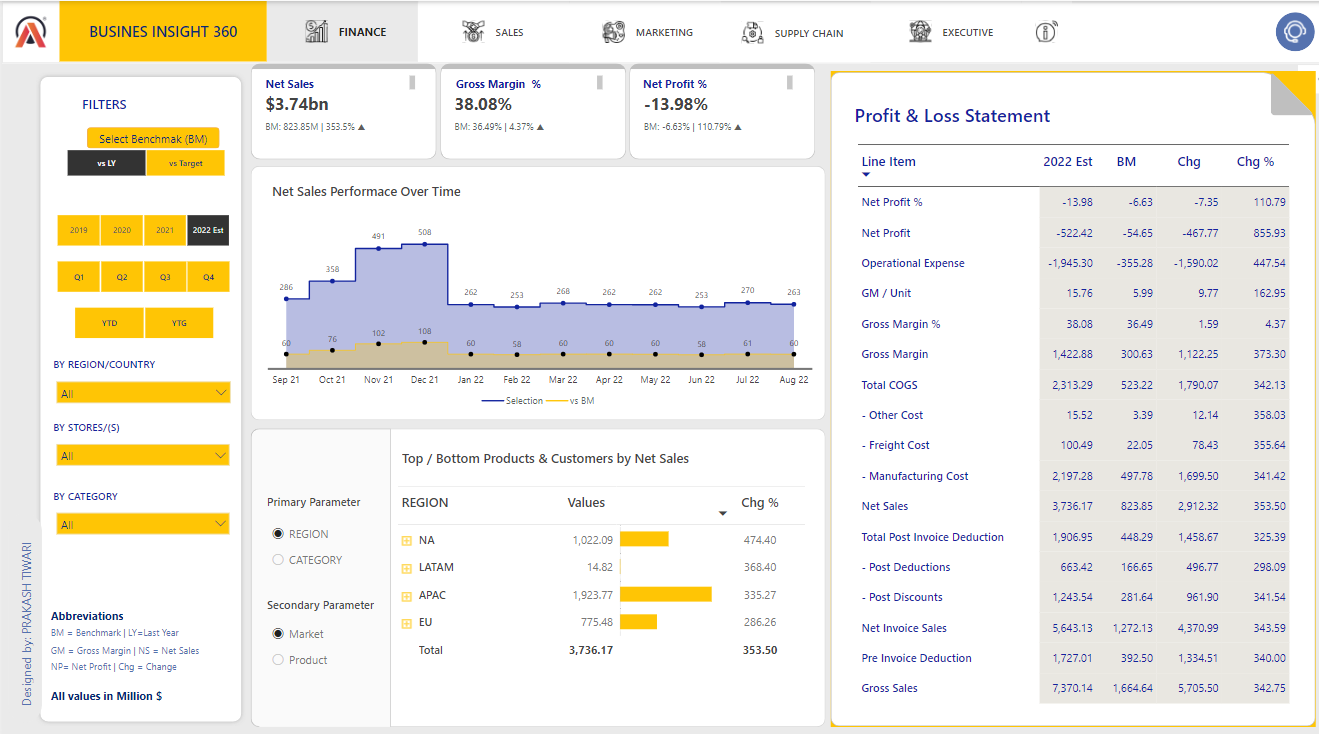 BUSINES INSIGHT 360
FINANCE
SALES
MARKETING
SUPPLY CHAIN
EXECUTIVE
FILTERS
Select Benchmak (BM)
vs LY
vs Target
2019
2020
2021
2022 Est
Q1
Q2
Q3
Q4
YTD
YTG
BY REGION/COUNTRY
All
BY STORES/(S)
All
BY CATEGORY
All
Abbreviations
BM = Benchmark | LY=Last Year
GM = Gross Margin | NS = Net Sales
NP= Net Profit | Chg = Change
All values in Million $
Designed by: PRAKASH TIWARI
Net Sales
$3.74bn
BM: 823.85M | 353.5% ▲
Gross Margin %
38.08%
BM: 36.49% | 4.37% ▲
Net Profit %
-13.98%
BM: -6.63% | 110.79% ▲
Net Sales Performace Over Time
286 358 491 508 262 253 268 262 262 253 270 263
60 76 102 108 60 58 60 60 60 58 61 60
Sep 21 Oct 21 Nov 21 Dec 21 Jan 22 Feb 22 Mar 22 Apr 22 May 22 Jun 22 Jul 22 Aug 22
Selection vs BM
Primary Parameter
REGION
CATEGORY
Secondary Parameter
Market
Product
Top / Bottom Products & Customers by Net Sales
REGION Values Chg %
NA 1,022.09 474.40
LATAM 14.82 368.40
APAC 1,923.77 335.27
EU 775.48 286.26
Total 3,736.17 353.50
Profit & Loss Statement
Line Item 2022 Est BM Chg Chg %
Net Profit % -13.98 -6.63 -7.35 110.79
Net Profit -522.42 -54.65 -467.77 855.93
Operational Expense -1,945.30 -355.28 -1,590.02 447.54
GM / Unit 15.76 5.99 9.77 162.95
Gross Margin % 38.08 36.49 1.59 4.37
Gross Margin 1,422.88 300.63 1,122.25 373.30
Total COGS 2,313.29 523.22 1,790.07 342.13
- Other Cost 15.52 3.39 12.14 358.03
- Freight Cost 100.49 22.05 78.43 355.64
- Manufacturing Cost 2,197.28 497.78 1,699.50 341.42
Net Sales 3,736.17 823.85 2,912.32 353.50
Total Post Invoice Deduction 1,906.95 448.29 1,458.67 325.39
- Post Deductions 663.42 166.65 496.77 298.09
- Post Discounts 1,243.54 281.64 961.90 341.54
Net Invoice Sales 5,643.13 1,272.13 4,370.99 343.59
Pre Invoice Deduction 1,727.01 392.50 1,334.51 340.00
Gross Sales 7,370.14 1,664.64 5,705.50 342.75